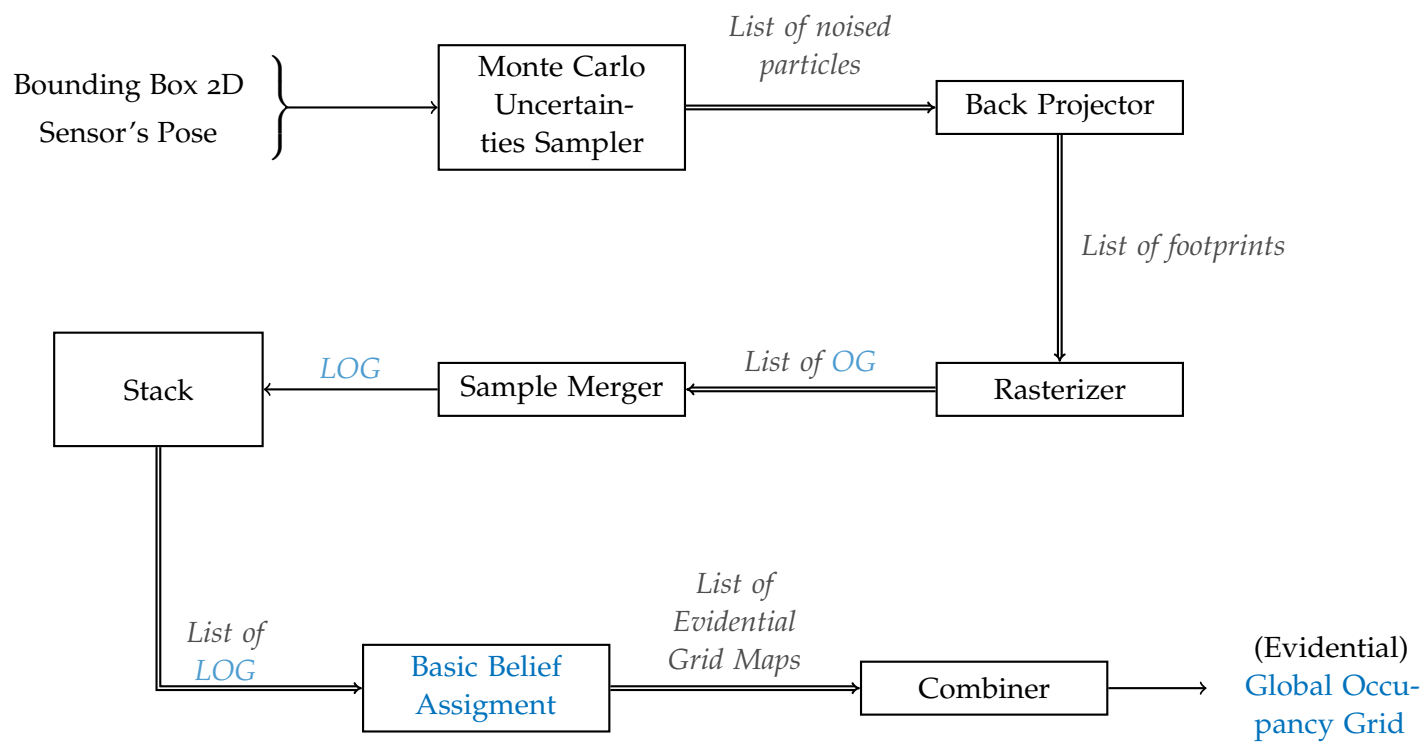 List of noised
particles
Bounding Box 2D
Sensor's Pose
Monte Carlo
Uncertain-
ties Sampler
Back Projector
List of footprints
Stack
LOG
Sample Merger
List of OG
Rasterizer
List of
LOG
Basic Belief
Assigment
List of
Evidential
Grid Maps
Combiner
(Evidential)
Global Occu-
pancy Grid